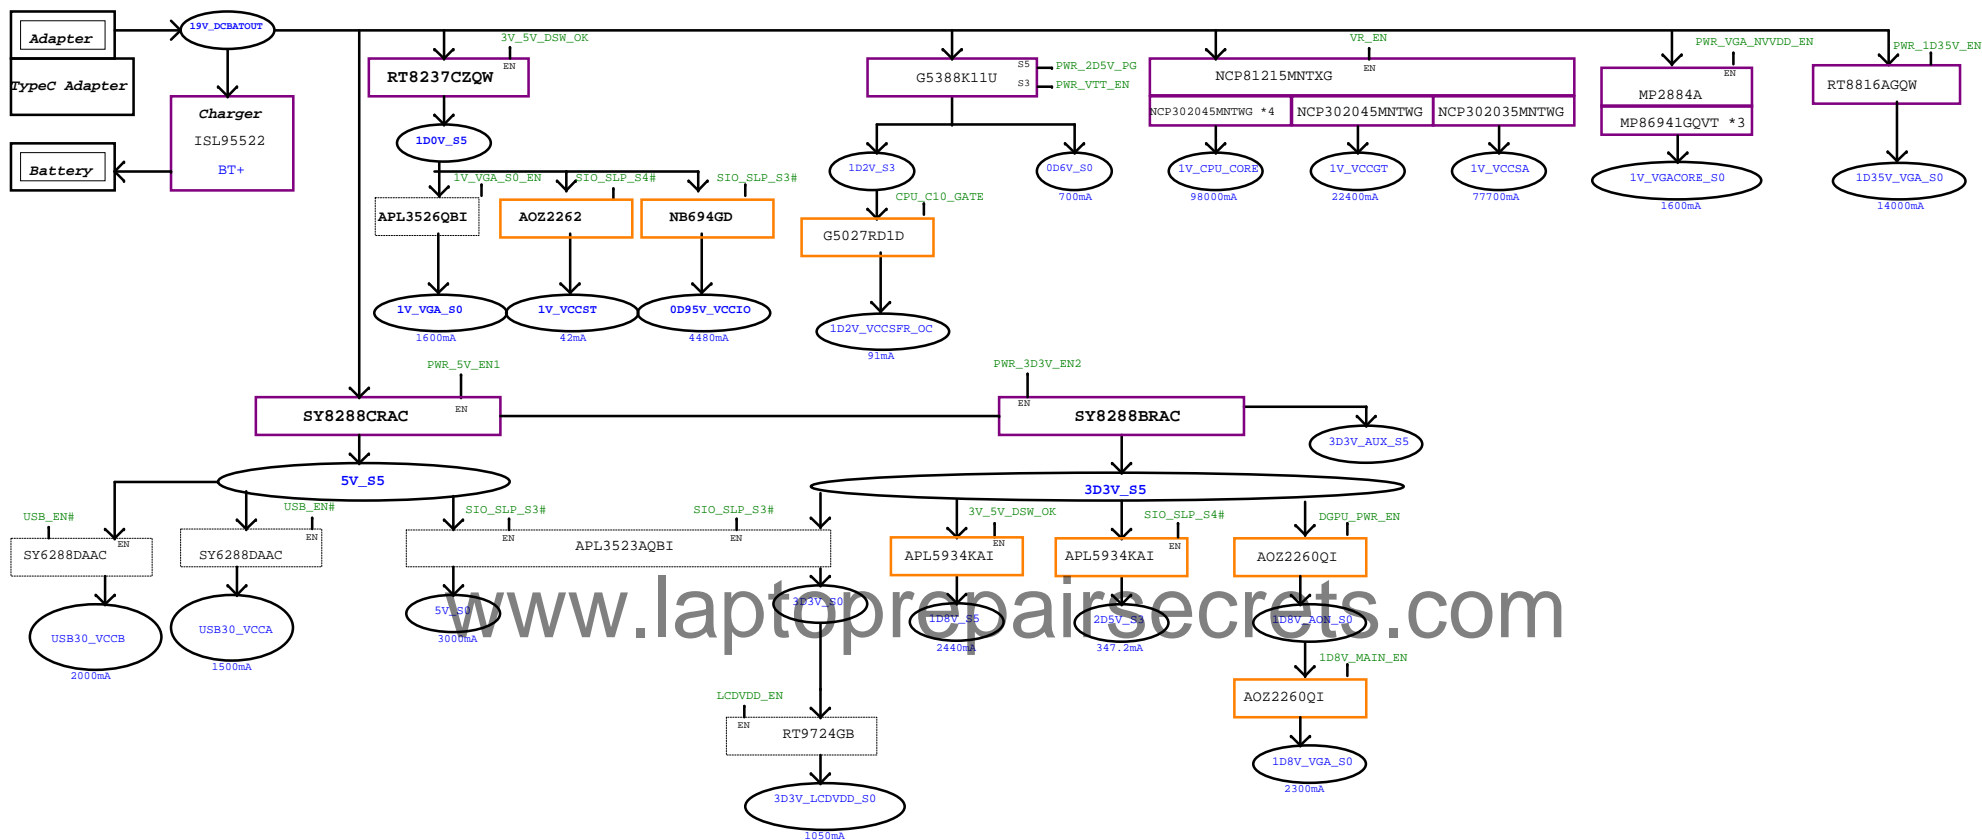 Adapter
TypeC Adapter
19V_DCBATOUT
Charger
ISL95522
BT+
Battery
3V_5V_DSW_OK
EN
RT8237CZQW
1D0V_S5
1V_VGA_S0_EN
SIO_SLP_S4#
SIO_SLP_S3#
APL3526QBI
AOZ2262
NB694GD
1V_VGA_S0
1V_VCCST
0D95V_VCCIO
1600mA
42mA
4480mA
G5388K11U
S5
S3
PWR_2D5V_PG
PWR_VTT_EN
1D2V_S3
0D6V_S0
700mA
CPU_C10_GATE
G5027RD1D
1D2V_VCCSFR_OC
91mA
VR_EN
EN
NCP81215MNTXG
NCP302045MNTWG *4
NCP302045MNTWG
NCP302035MNTWG
1V_CPU_CORE
1V_VCCGT
1V_VCCSA
98000mA
22400mA
77700mA
PWR_VGA_NVVDD_EN
EN
MP2884A
MP86941GQVT *3
1V_VGACORE_S0
1600mA
PWR_1D35V_EN
RT8816AGQW
1D35V_VGA_S0
14000mA
PWR_5V_EN1
EN
SY8288CRAC
PWR_3D3V_EN2
EN
SY8288BRAC
3D3V_AUX_S5
5V_S5
3D3V_S5
USB_EN#
EN
SY6288DAAC
USB30_VCCB
2000mA
USB_EN#
EN
SY6288DAAC
USB30_VCCA
1500mA
SIO_SLP_S3#
EN
SIO_SLP_S3#
EN
APL3523AQBI
5V_S0
3000mA
3D3V_S0
3V_5V_DSW_OK
EN
APL5934KAI
1D8V_S5
2440mA
SIO_SLP_S4#
EN
APL5934KAI
2D5V_S3
347.2mA
DGPU_PWR_EN
AOZ2260QI
1D8V_AON_S0
1D8V_MAIN_EN
AOZ2260QI
1D8V_VGA_S0
2300mA
LCDVDD_EN
EN
RT9724GB
3D3V_LCDVDD_S0
1050mA
www.laptoprepairsecrets.com